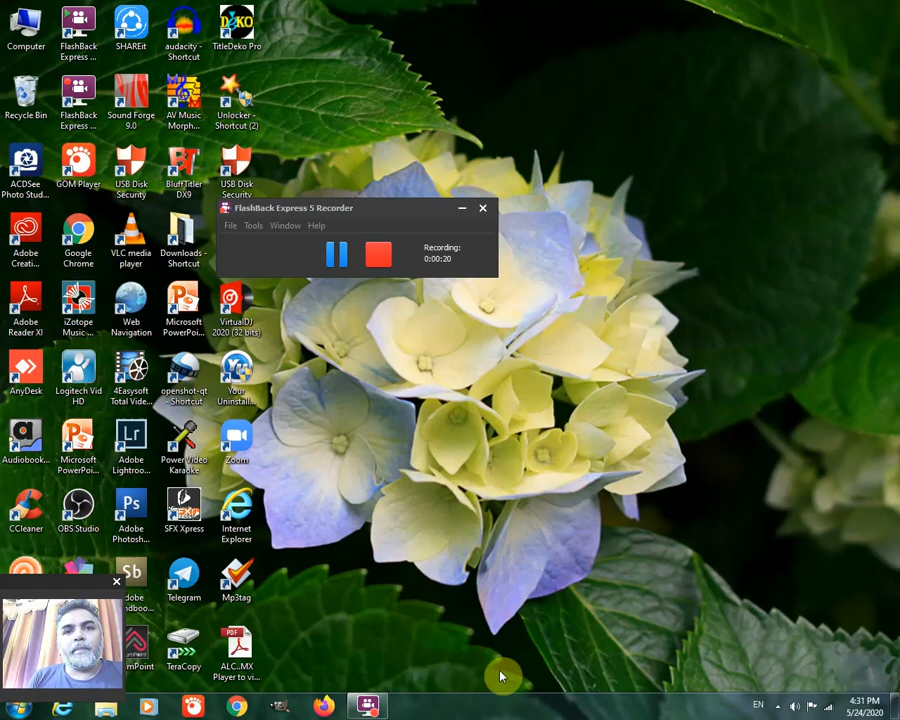 Computer
FlashBack
Express ...
SHAREit
audacity -
Shortcut
DeKO
TitleDeko Pro
Recycle Bin
FlashBack
Express ...
Sound Forge
9.0
AV Music
Morph...
Unlocker -
Shortcut (2)
ACDSee
Photo Stud...
GOM Player
USB Disk
Security
BluffTitler
DX9
USB Disk
Security
FlashBack Express 5 Recorder
File Tools Window Help
Recording:
0:00:20
Adobe
Creati...
Google
Chrome
VLC media
player
Downloads -
Shortcut
Adobe
Reader XI
iZotope
Music-...
Web
Navigation
Microsoft
PowerPoi...
VirtualDJ
2020 (32 bits)
AnyDesk
Logitech Vid
HD
4Easysoft
Total Vide...
openshot-qt
- Shortcut
Your
Uninstall...
Audiobook...
Microsoft
PowerPoi...
Lr
Adobe
Lightroo...
Power Video
Karaoke
Zoom
CCleaner
OBS Studio
Ps
Adobe
Photosh...
SFX Xpress
Internet
Explorer
Sb
Telegram
Mp3tag
TeraCopy
PDF
ALC..MX
Player to vi...
EN
4:31 PM
5/24/2020